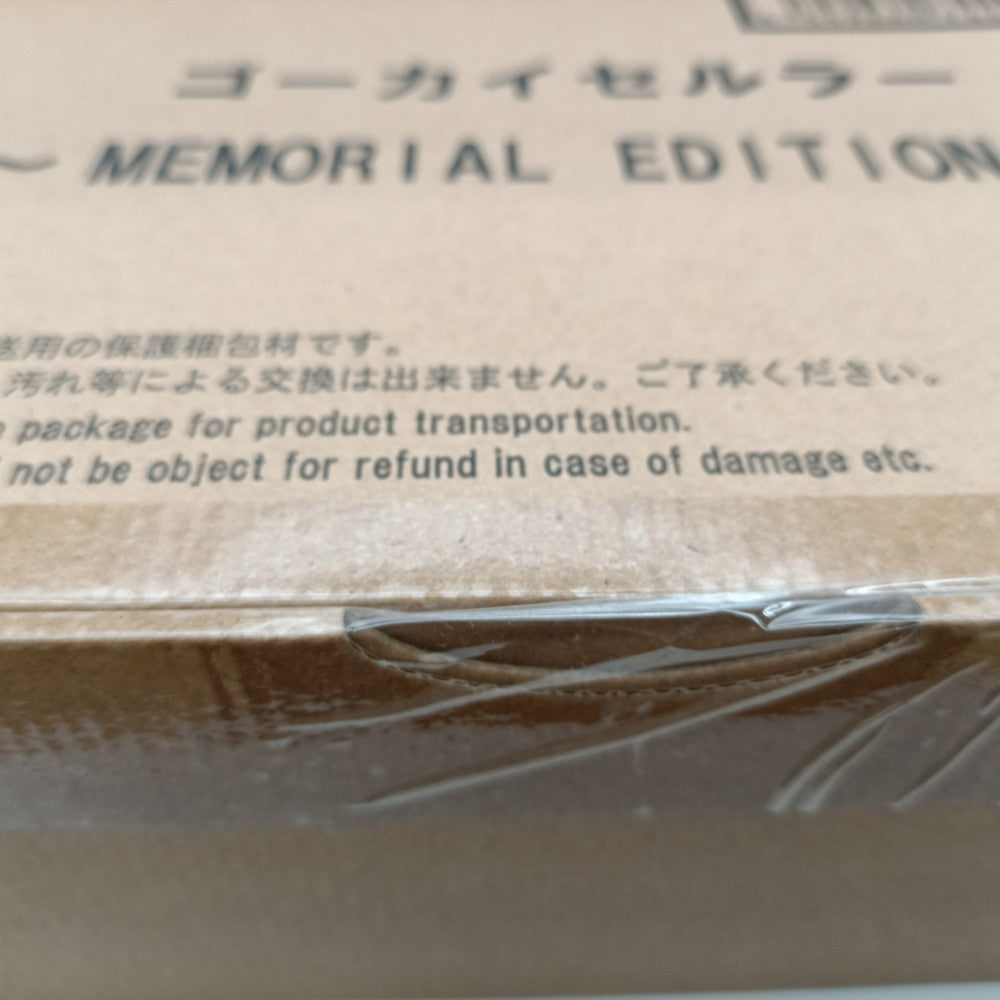 ゴーカイセルラー
～ MEMORIAL EDITION
送用の保護梱包材です。
汚れ等による交換は出来ません。ご了承ください。
package for product transportation.
not be object for refund in case of damage etc.